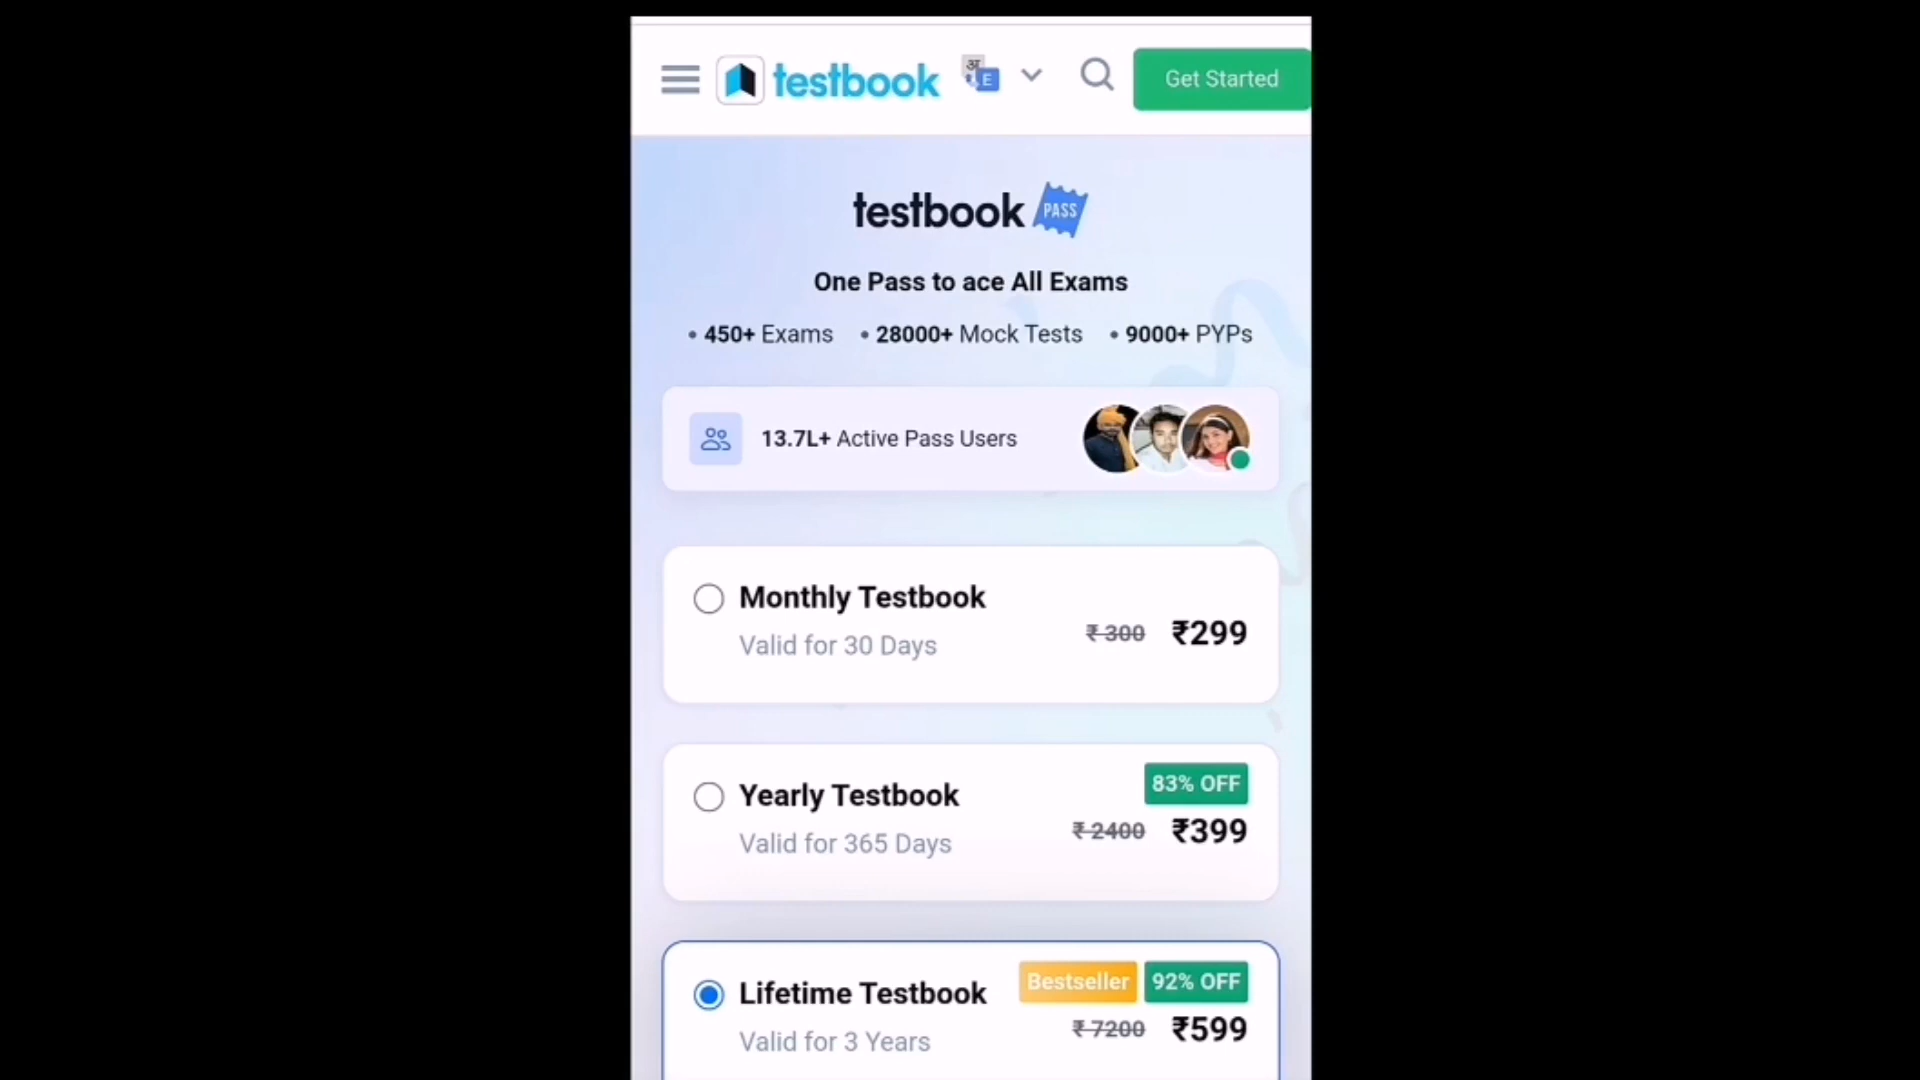 testbook
अ
E
Get Started
testbook PASS
One Pass to ace All Exams
• 450+ Exams • 28000+ Mock Tests • 9000+ PYPs
13.7L+ Active Pass Users
Monthly Testbook
Valid for 30 Days
₹ 300 ₹299
83% OFF
Yearly Testbook
Valid for 365 Days
₹ 2400 ₹399
Bestseller 92% OFF
Lifetime Testbook
Valid for 3 Years
₹ 7200 ₹599